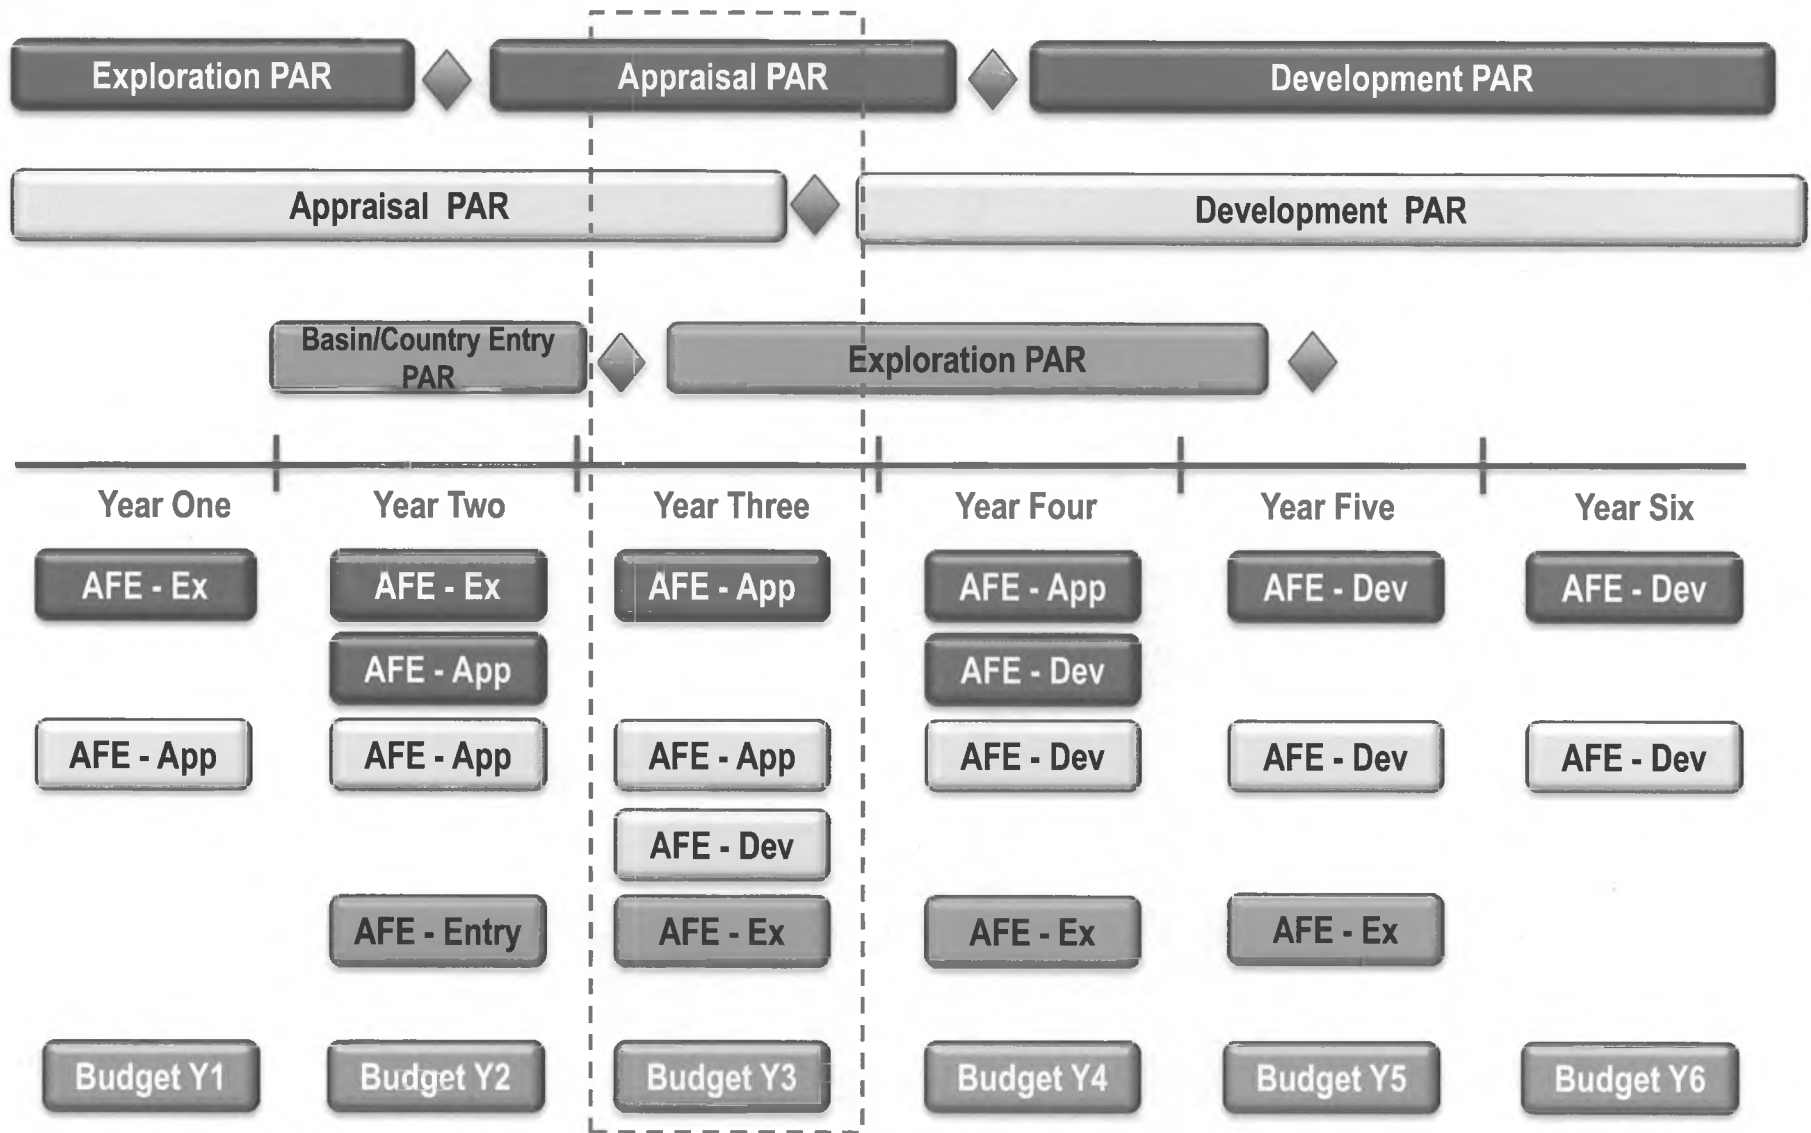 Exploration PAR
Appraisal PAR
Development PAR
Appraisal PAR
Development PAR
Basin/Country Entry
PAR
Exploration PAR
Year One
Year Two
Year Three
Year Four
Year Five
Year Six
AFE - Ex
AFE - Ex
AFE - App
AFE - App
AFE - Dev
AFE - Dev
AFE - App
AFE - Dev
AFE - App
AFE - App
AFE - App
AFE - Dev
AFE - Dev
AFE - Dev
AFE - Dev
AFE - Entry
AFE - Ex
AFE - Ex
AFE - Ex
Budget Y1
Budget Y2
Budget Y3
Budget Y4
Budget Y5
Budget Y6